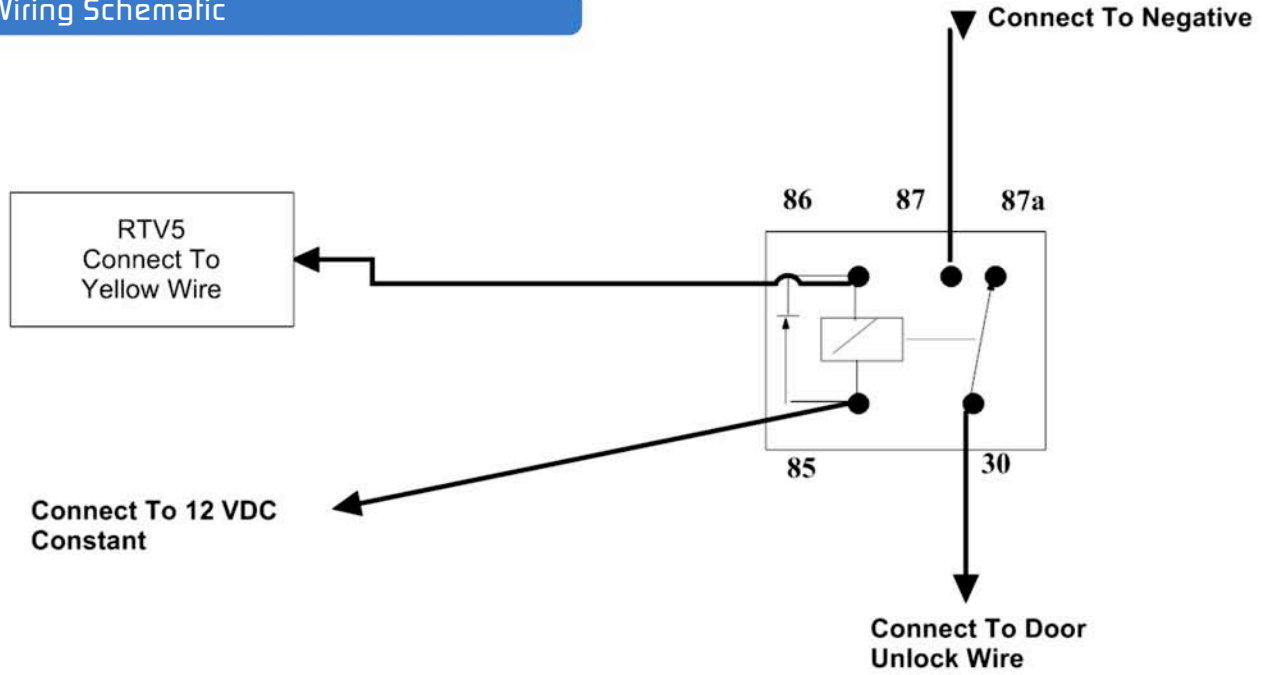 Wiring Schematic
Connect To Negative
RTV5
Connect To
Yellow Wire
86
87
87a
85
30
Connect To 12 VDC
Constant
Connect To Door
Unlock Wire